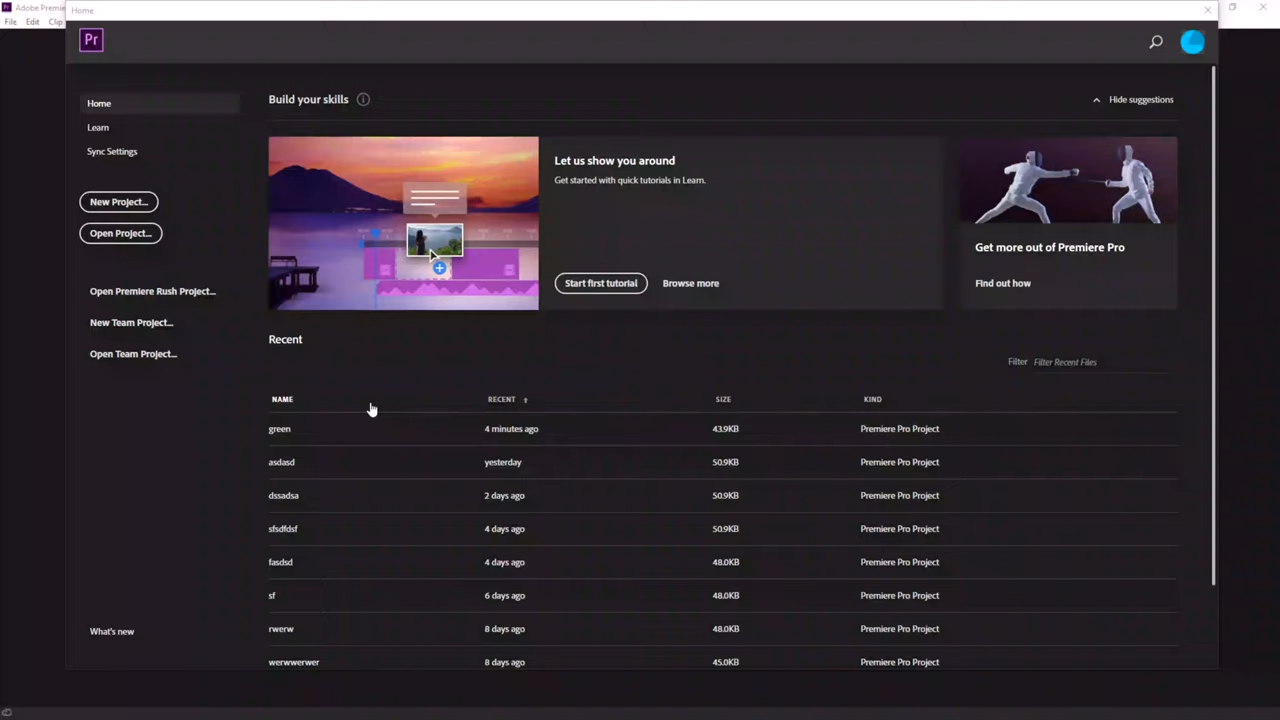 Adobe Premie
Home
File Edit Clip
Pr
Home
Learn
Sync Settings
New Project...
Open Project...
Open Premiere Rush Project...
New Team Project...
Open Team Project...
What's new
Build your skills
Hide suggestions
Let us show you around
Get started with quick tutorials in Learn.
Start first tutorial Browse more
Get more out of Premiere Pro
Find out how
Recent
Filter Filter Recent Files
NAME RECENT SIZE KIND
green 4 minutes ago 43.9KB Premiere Pro Project
asdasd yesterday 50.9KB Premiere Pro Project
dssadsa 2 days ago 50.9KB Premiere Pro Project
sfsdfdsf 4 days ago 50.9KB Premiere Pro Project
fasdsd 4 days ago 48.0KB Premiere Pro Project
sf 6 days ago 48.0KB Premiere Pro Project
rwerw 8 days ago 48.0KB Premiere Pro Project
werwwerwer 8 days ago 45.0KB Premiere Pro Project